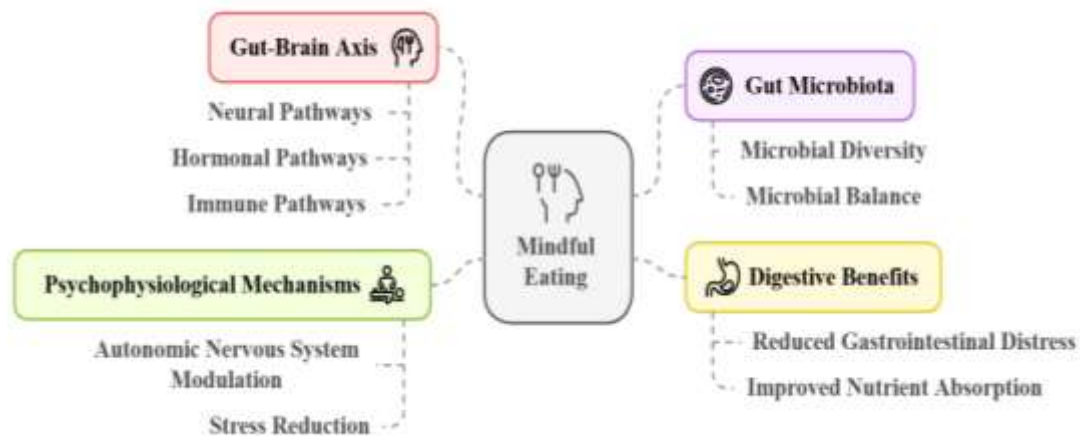 Gut-Brain Axis
Neural Pathways
Hormonal Pathways
Immune Pathways
Psychophysiological Mechanisms
Autonomic Nervous System
Modulation
Stress Reduction
Mindful
Eating
Gut Microbiota
Microbial Diversity
Microbial Balance
Digestive Benefits
Reduced Gastrointestinal Distress
Improved Nutrient Absorption